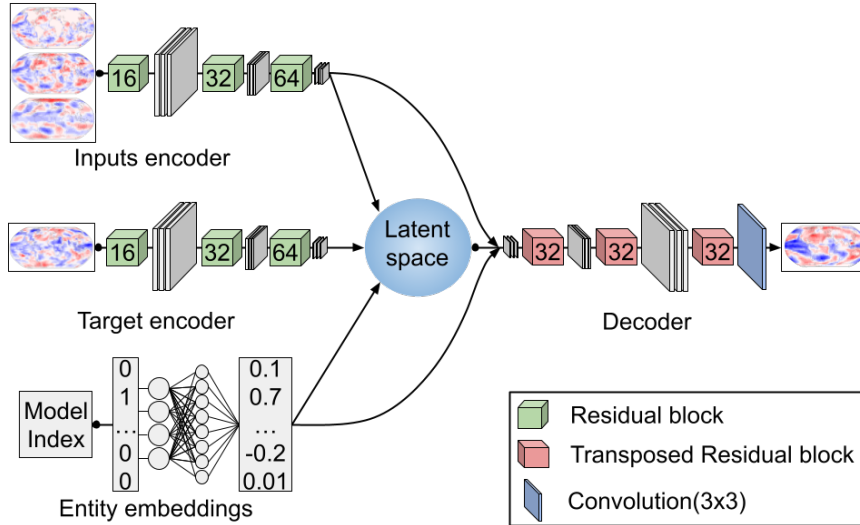 16
32
64
Inputs encoder
16
32
64
Target encoder
Latent
space
32
32
32
Decoder
Model
Index
0
1
...
0
0
0.1
0.7
...
-0.2
0.01
Entity embeddings
Residual block
Transposed Residual block
Convolution(3x3)